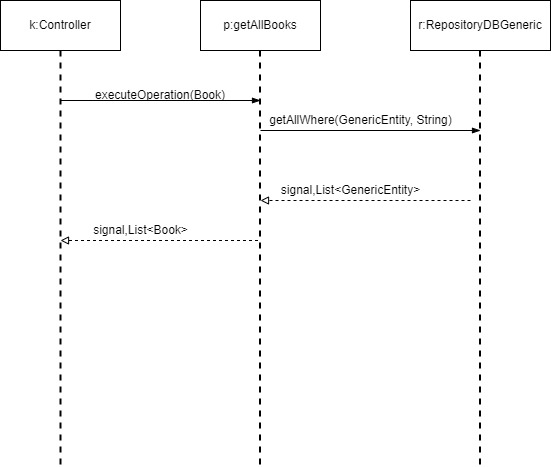 k:Controller
p:getAllBooks
r:RepositoryDBGeneric
executeOperation(Book)
getAllWhere(GenericEntity, String)
signal,List<GenericEntity>
signal,List<Book>